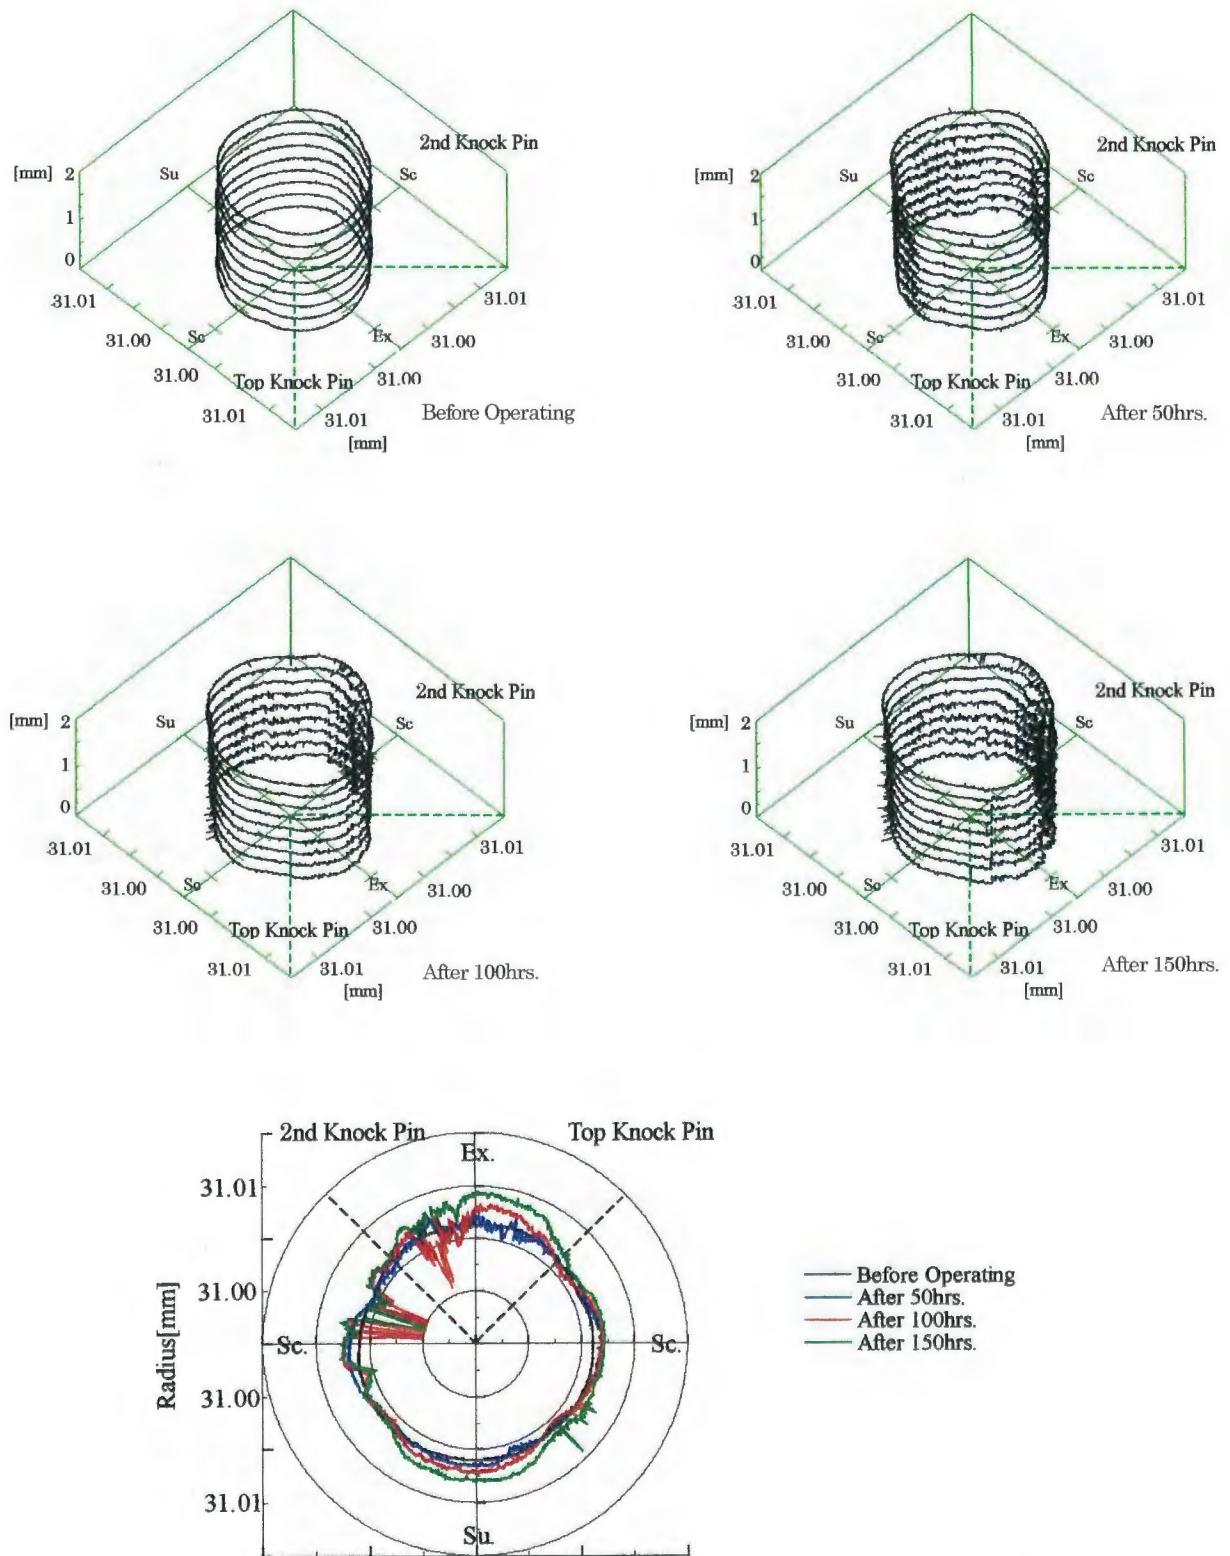 2nd Knock Pin
[mm] 2
Su
Sc
1
0
31.01
31.01
31.00
Sc
Ex
31.00
31.00
Top Knock Pin
31.00
31.01
31.01
Before Operating
[mm]
2nd Knock Pin
[mm] 2
Su
Sc
1
0
31.01
31.01
31.00
Sc
Ex
31.00
31.00
Top Knock Pin
31.00
31.01
31.01
After 50hrs.
[mm]
2nd Knock Pin
[mm] 2
Su
Sc
1
0
31.01
31.01
31.00
Sc
Ex
31.00
31.00
Top Knock Pin
31.00
31.01
31.01
After 100hrs.
[mm]
2nd Knock Pin
[mm] 2
Su
Sc
1
0
31.01
31.01
31.00
Sc
Ex
31.00
31.00
Top Knock Pin
31.00
31.01
31.01
After 150hrs.
[mm]
2nd Knock Pin
Top Knock Pin
Ex.
31.01
31.00
Radius[mm]
Sc.
Sc.
31.00
31.01
Su.
Before Operating
After 50hrs.
After 100hrs.
After 150hrs.